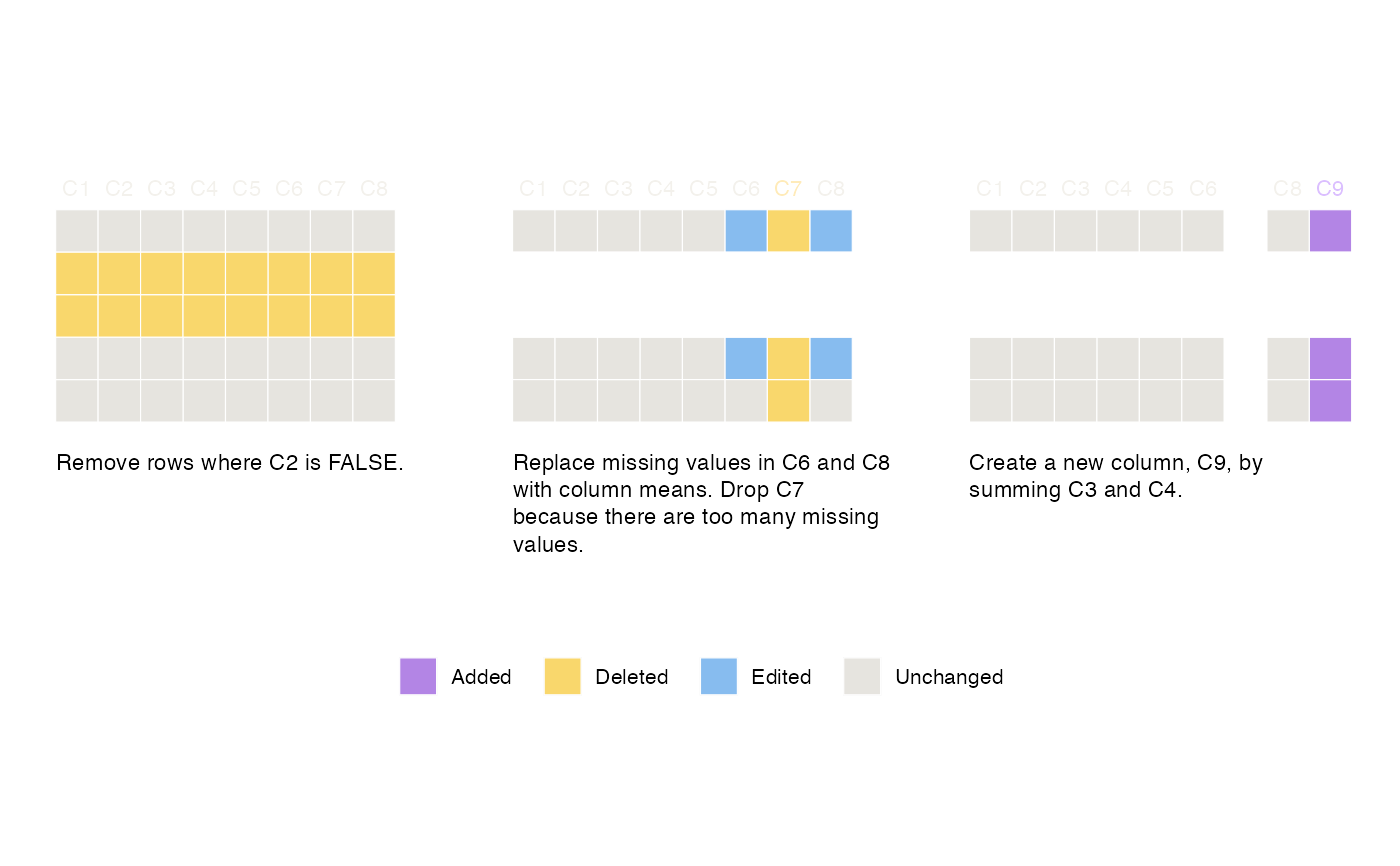 C1 C2 C3 C4 C5 C6 C7 C8
C1 C2 C3 C4 C5 C6 C7 C8
C1 C2 C3 C4 C5 C6 C8 C9
Remove rows where C2 is FALSE.
Replace missing values in C6 and C8
with column means. Drop C7
because there are too many missing
values.
Create a new column, C9, by
summing C3 and C4.
Added
Deleted
Edited
Unchanged